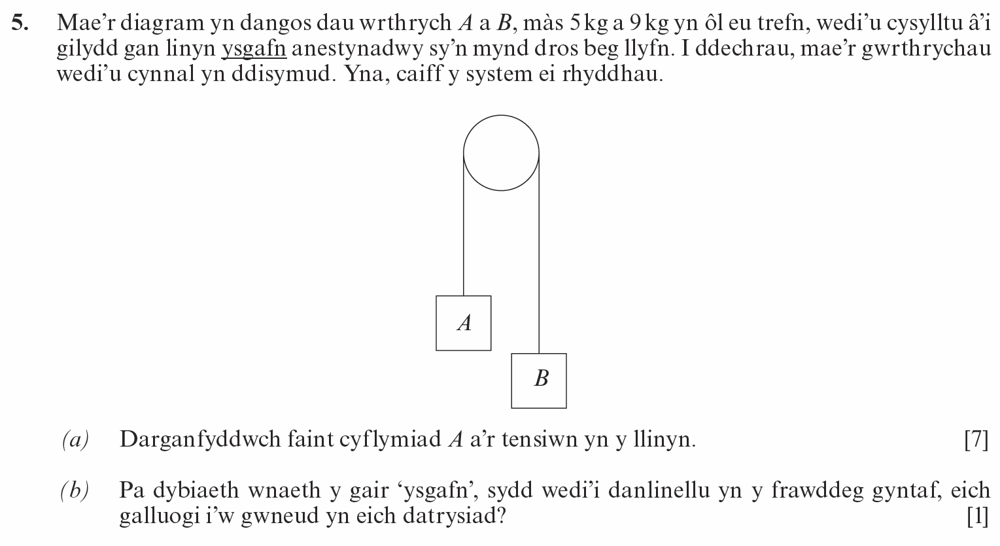 5. Mae’r diagram yn dangos dau wrthrych A a B, màs 5 kg a 9 kg yn ôl eu trefn, wedi’u cysylltu â’i
gilydd gan linyn ysgafn anestynadwy sy’n mynd dros beg llyfn. I ddechrau, mae’r gwrthrychau
wedi’u cynnal yn ddisymud. Yna, caiff y system ei rhyddhau.
A
B
(a) Darganfyddwch faint cyflymiad A a’r tensiwn yn y llinyn. [7]
(b) Pa dybiaeth wnaeth y gair ‘ysgafn’, sydd wedi’i danlinellu yn y frawddeg gyntaf, eich
galluogi i’w gwneud yn eich datrysiad? [1]